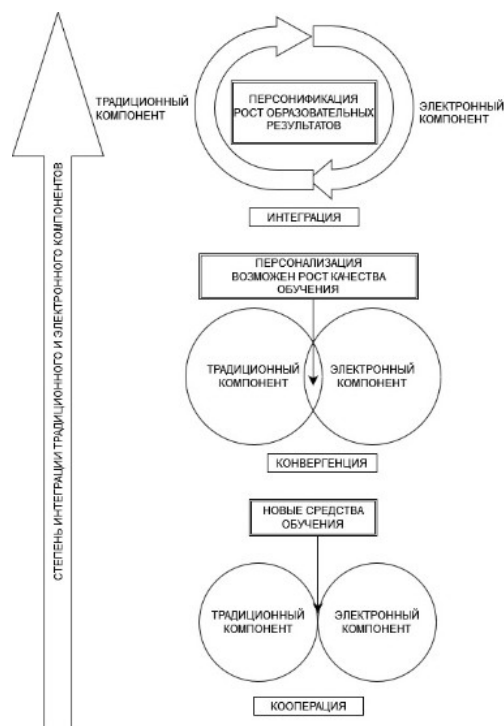 СТЕПЕНЬ ИНТЕГРАЦИИ ТРАДИЦИОННОГО И ЭЛЕКТРОННОГО КОМПОНЕНТОВ
ТРАДИЦИОННЫЙ
КОМПОНЕНТ
ПЕРСОНИФИКАЦИЯ
РОСТ ОБРАЗОВАТЕЛЬНЫХ
РЕЗУЛЬТАТОВ
ЭЛЕКТРОННЫЙ
КОМПОНЕНТ
ИНТЕГРАЦИЯ
ПЕРСОНАЛИЗАЦИЯ
ВОЗМОЖЕН РОСТ КАЧЕСТВА
ОБУЧЕНИЯ
ТРАДИЦИОННЫЙ
КОМПОНЕНТ
ЭЛЕКТРОННЫЙ
КОМПОНЕНТ
КОНВЕРГЕНЦИЯ
НОВЫЕ СРЕДСТВА
ОБУЧЕНИЯ
ТРАДИЦИОННЫЙ
КОМПОНЕНТ
ЭЛЕКТРОННЫЙ
КОМПОНЕНТ
КООПЕРАЦИЯ